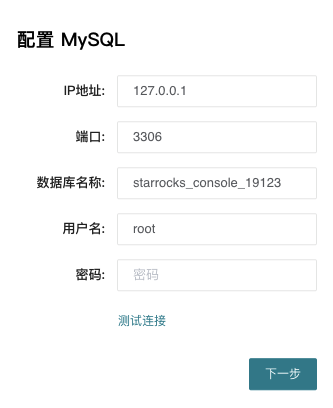 配置 MySQL
IP地址: 127.0.0.1
端口: 3306
数据库名称: starrocks_console_19123
用户名: root
密码: 密码
测试连接
下一步